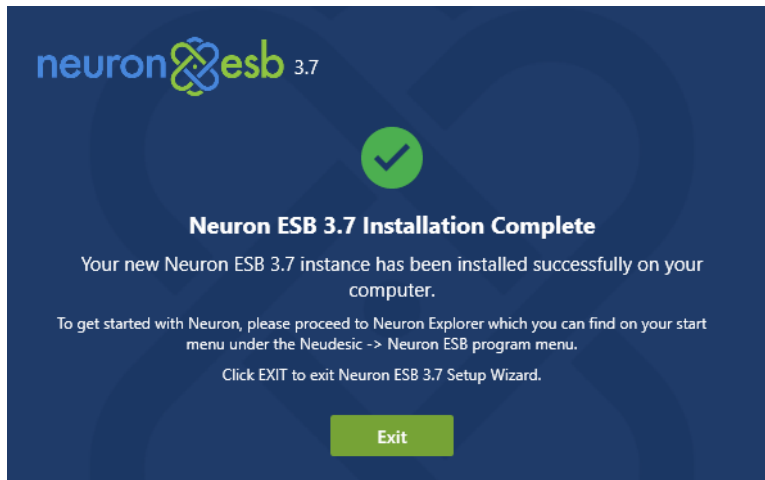 neuron esb 3.7
Neuron ESB 3.7 Installation Complete
Your new Neuron ESB 3.7 instance has been installed successfully on your
computer.
To get started with Neuron, please proceed to Neuron Explorer which you can find on your start
menu under the Neudesic -> Neuron ESB program menu.
Click EXIT to exit Neuron ESB 3.7 Setup Wizard.
Exit